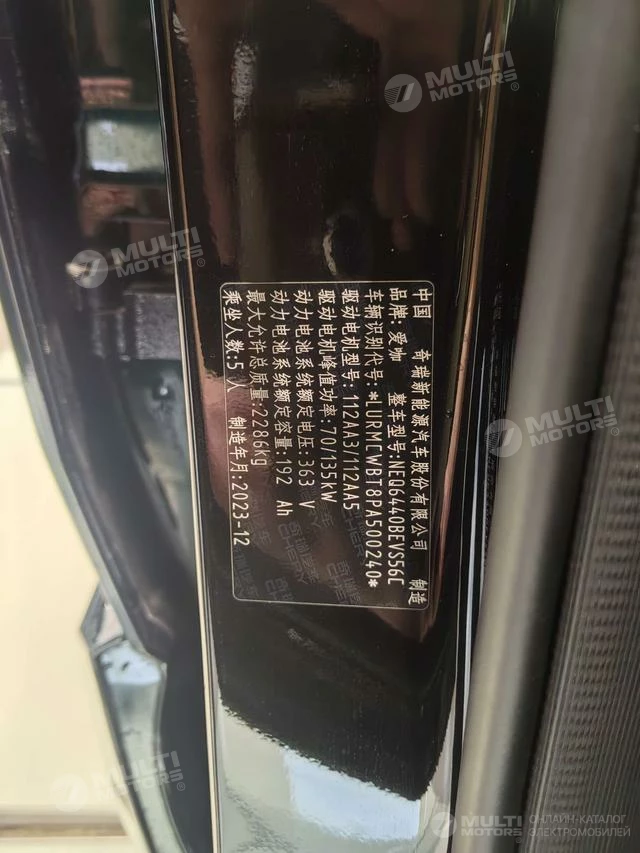 中国 奇瑞新能源汽车股份有限公司 制造
品牌:爱咖 整车型号:NEQ6440BEVS56C
车辆识别代号:*LURMCWBT8PA500240*
驱动电机型号:112AA3/112AA5
驱动电机峰值功率:70/135kW
动力电池系统额定电压:363 V
动力电池系统额定容量:192 Ah
最大允许总质量:2286kg
乘坐人数:5 人 制造年月:2023-12
MULTI
MOTORS®
MULTI
MOTORS®
MULTI
MOTORS®
MULTI
MOTORS®
MULTI
MOTORS®
ОНЛАЙН-КАТАЛОГ
ЭЛЕКТРОМОБИЛЕЙ